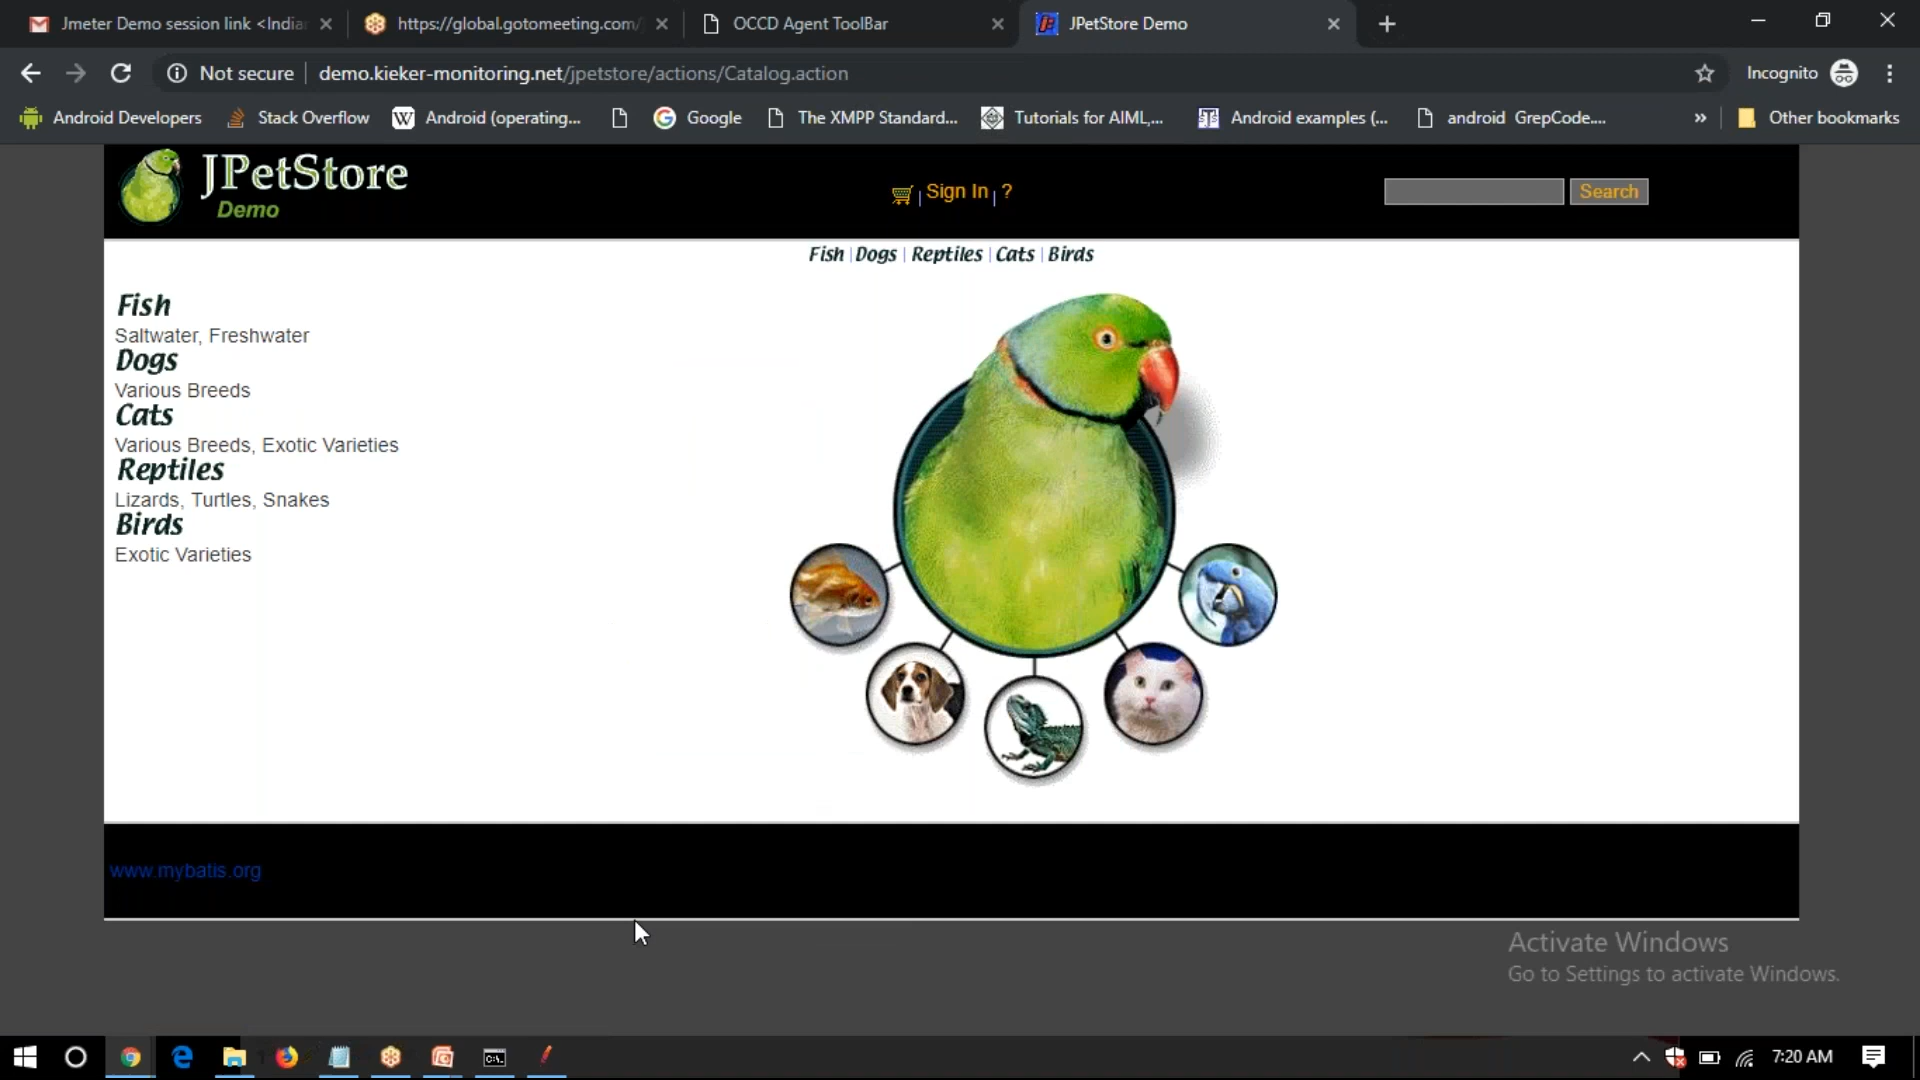 Jmeter Demo session link <India
https://global.gotomeeting.com/
OCCD Agent ToolBar
JPetStore Demo
Not secure
demo.kieker-monitoring.net/jpetstore/actions/Catalog.action
Incognito
Android Developers
Stack Overflow
Android (operating...
Google
The XMPP Standard...
Tutorials for AIML,...
Android examples (...
android GrepCode....
»
Other bookmarks
JPetStore
Demo
| Sign In | ?
Search
Fish | Dogs | Reptiles | Cats | Birds
Fish
Saltwater, Freshwater
Dogs
Various Breeds
Cats
Various Breeds, Exotic Varieties
Reptiles
Lizards, Turtles, Snakes
Birds
Exotic Varieties
www.mybatis.org
Activate Windows
Go to Settings to activate Windows.
7:20 AM